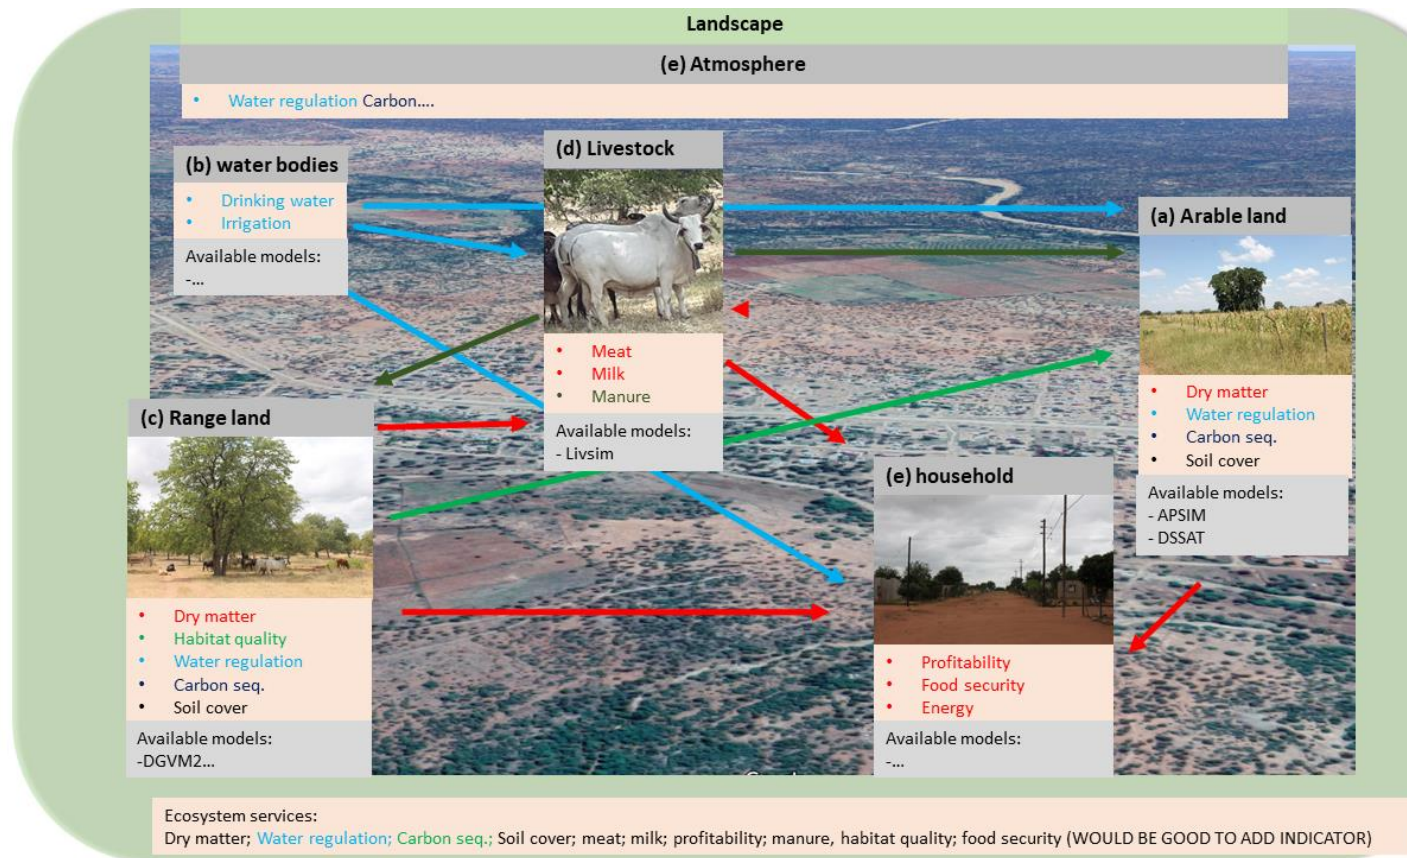 Landscape
(e) Atmosphere
• Water regulation Carbon....
(b) water bodies
• Drinking water
• Irrigation
Available models:
-...
(d) Livestock
• Meat
• Milk
• Manure
Available models:
- Livsim
(a) Arable land
• Dry matter
• Water regulation
• Carbon seq.
• Soil cover
Available models:
- APSIM
- DSSAT
(c) Range land
• Dry matter
• Habitat quality
• Water regulation
• Carbon seq.
• Soil cover
Available models:
-DGVM2...
(e) household
• Profitability
• Food security
• Energy
Available models:
-...
Ecosystem services:
Dry matter; Water regulation; Carbon seq.; Soil cover; meat; milk; profitability; manure, habitat quality; food security (WOULD BE GOOD TO ADD INDICATOR)